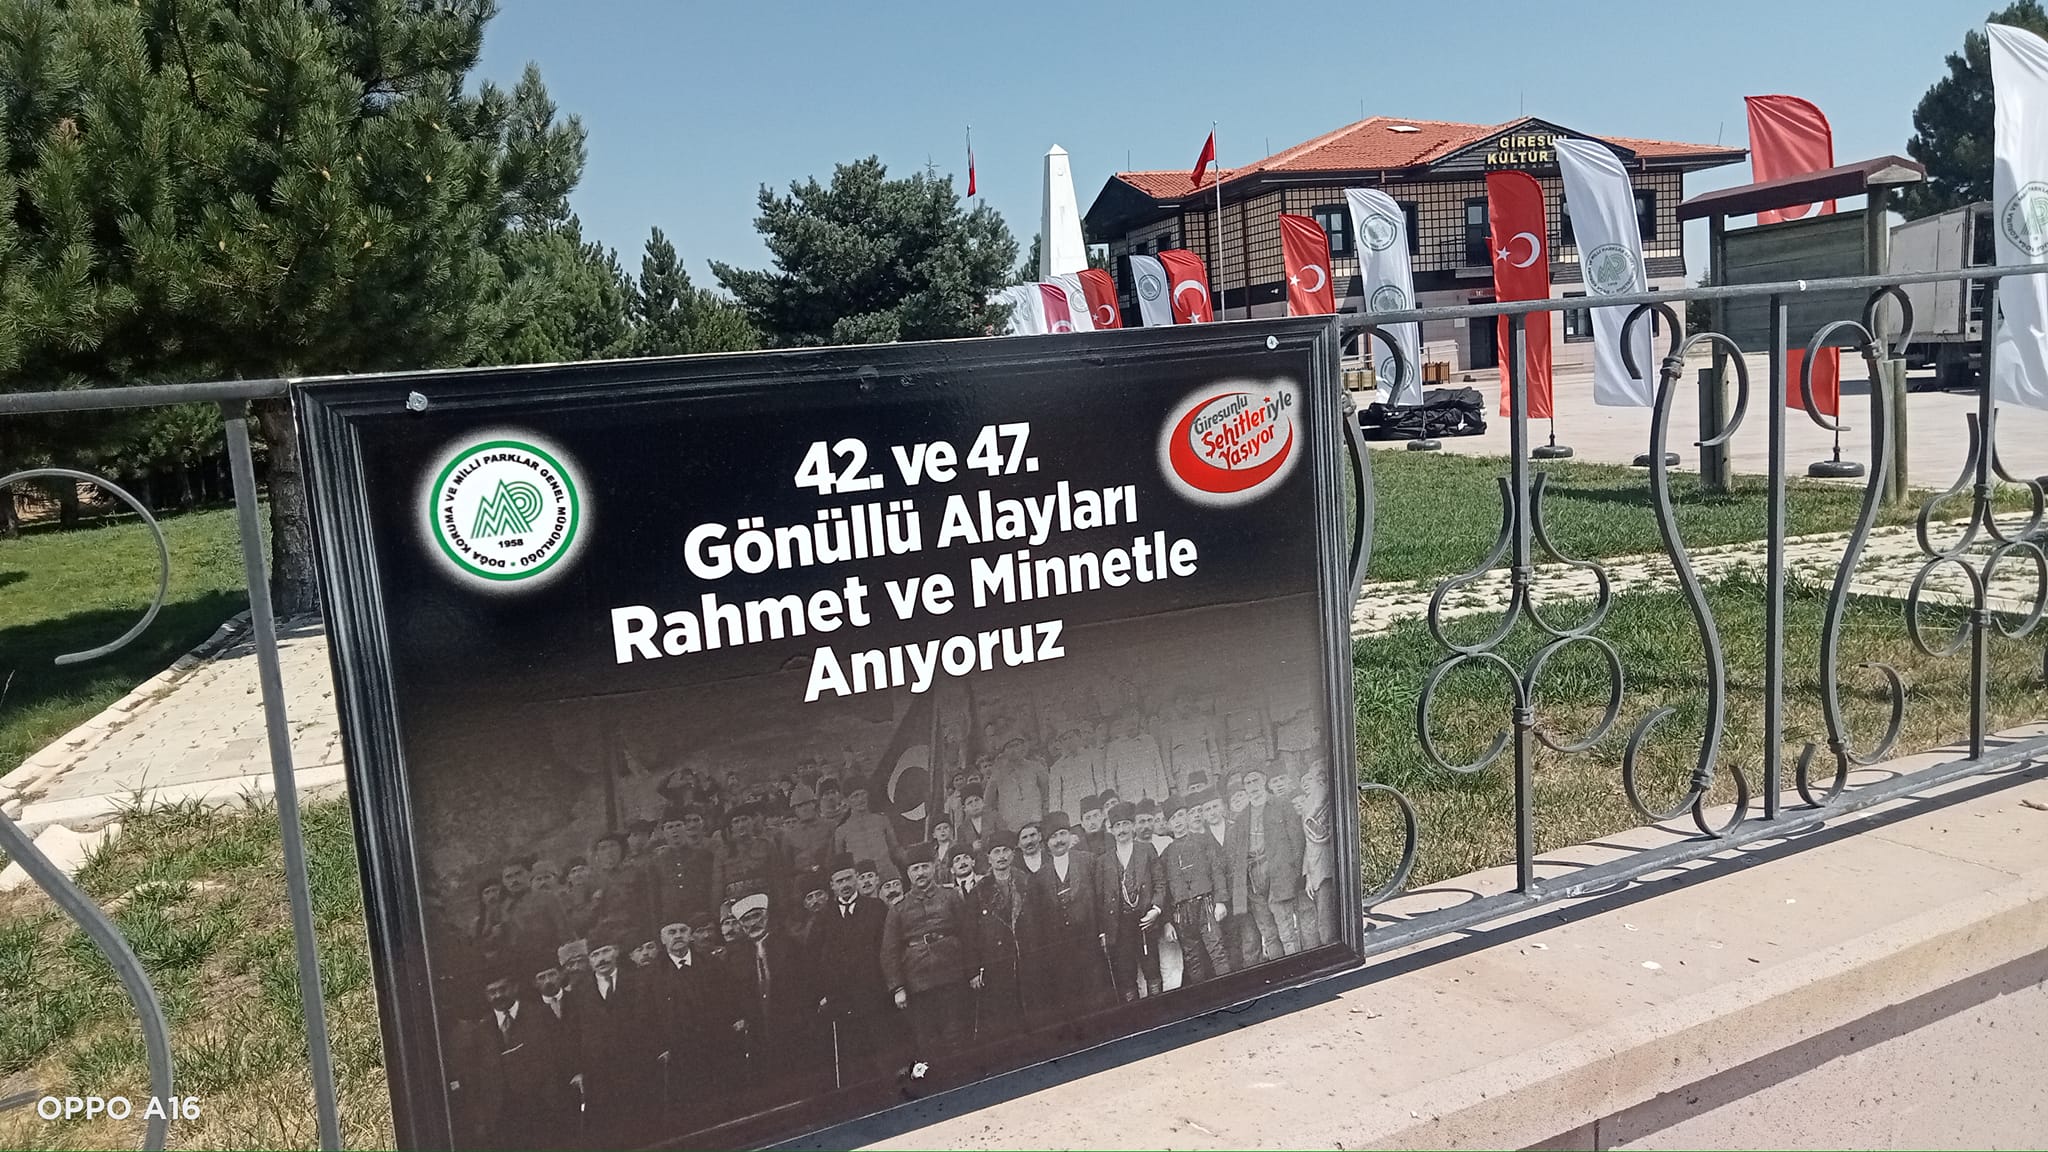 GİRESUN
KÜLTÜR
42. ve 47.
Gönüllü Alayları
Rahmet ve Minnetle
Anıyoruz
DOĞA KORUMA VE MİLLİ PARKLAR GENEL MÜDÜRLÜĞÜ
1958
Giresunlu
Şehitleriyle
Yaşıyor
OPPO A16